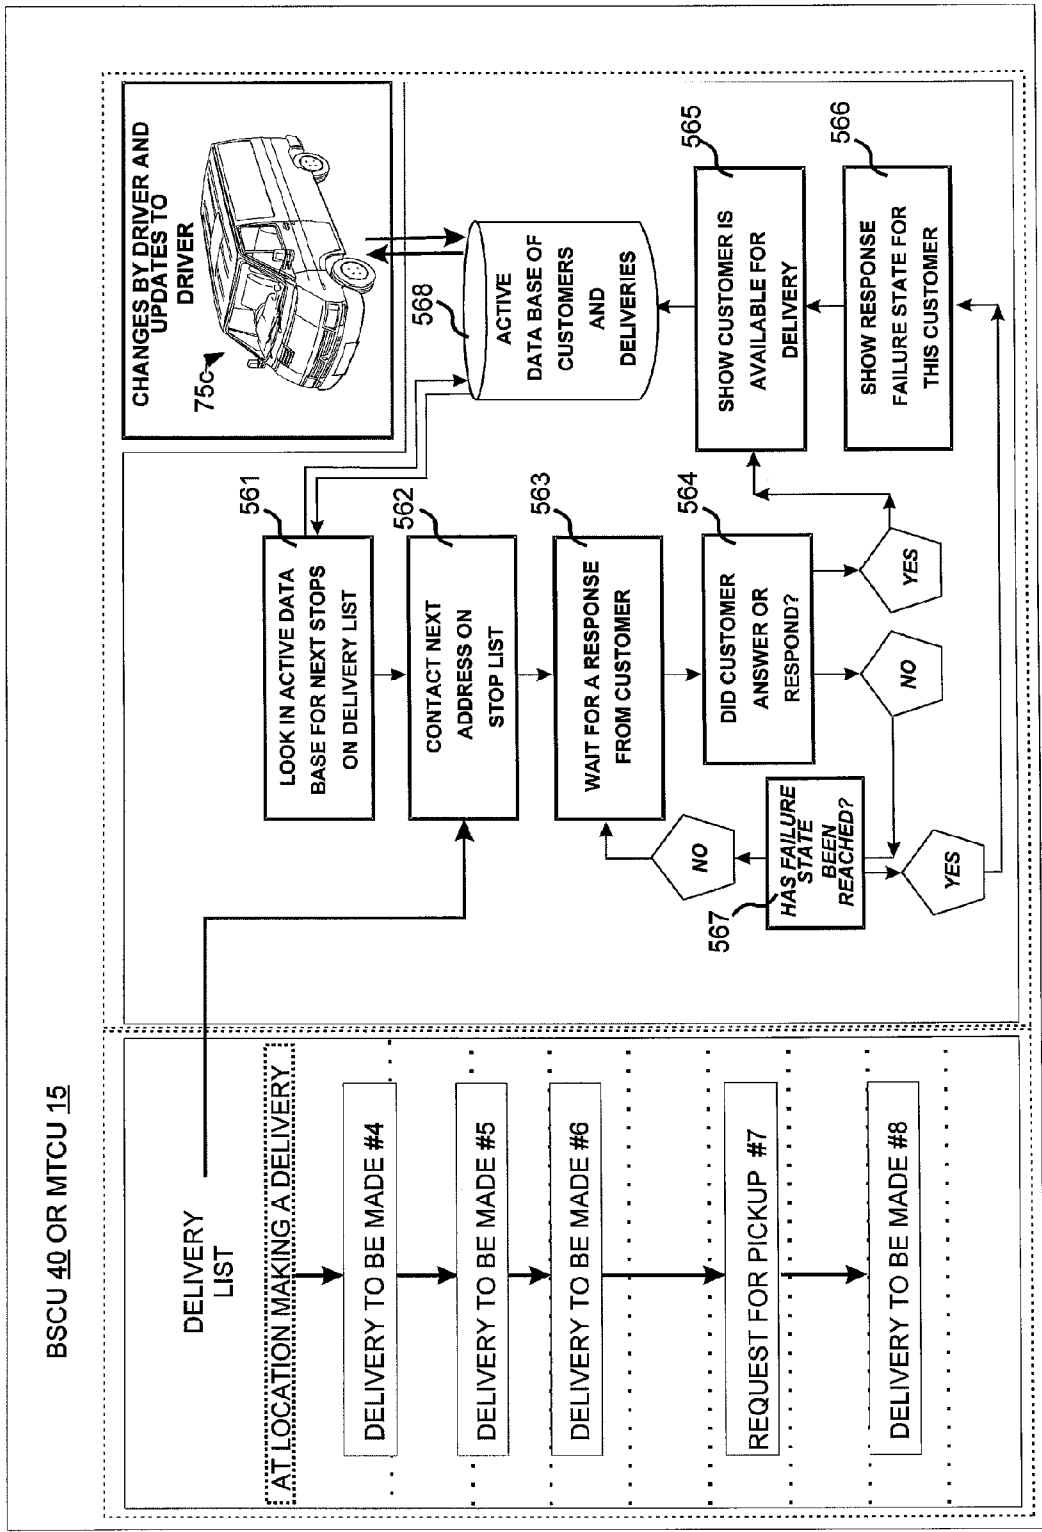 BSCU 40 OR MTCU 15
DELIVERY
LIST
AT LOCATION MAKING A DELIVERY
DELIVERY TO BE MADE #4
DELIVERY TO BE MADE #5
DELIVERY TO BE MADE #6
REQUEST FOR PICKUP #7
DELIVERY TO BE MADE #8
561
LOOK IN ACTIVE DATA
BASE FOR NEXT STOPS
ON DELIVERY LIST
562
CONTACT NEXT
ADDRESS ON
STOP LIST
563
WAIT FOR A RESPONSE
FROM CUSTOMER
564
DID CUSTOMER
ANSWER OR
RESPOND?
NO
YES
567
HAS FAILURE
STATE
BEEN
REACHED?
NO
YES
CHANGES BY DRIVER AND
UPDATES TO
DRIVER
75c
568
ACTIVE
DATA BASE OF
CUSTOMERS
AND
DELIVERIES
565
SHOW CUSTOMER IS
AVAILABLE FOR
DELIVERY
566
SHOW RESPONSE
FAILURE STATE FOR
THIS CUSTOMER